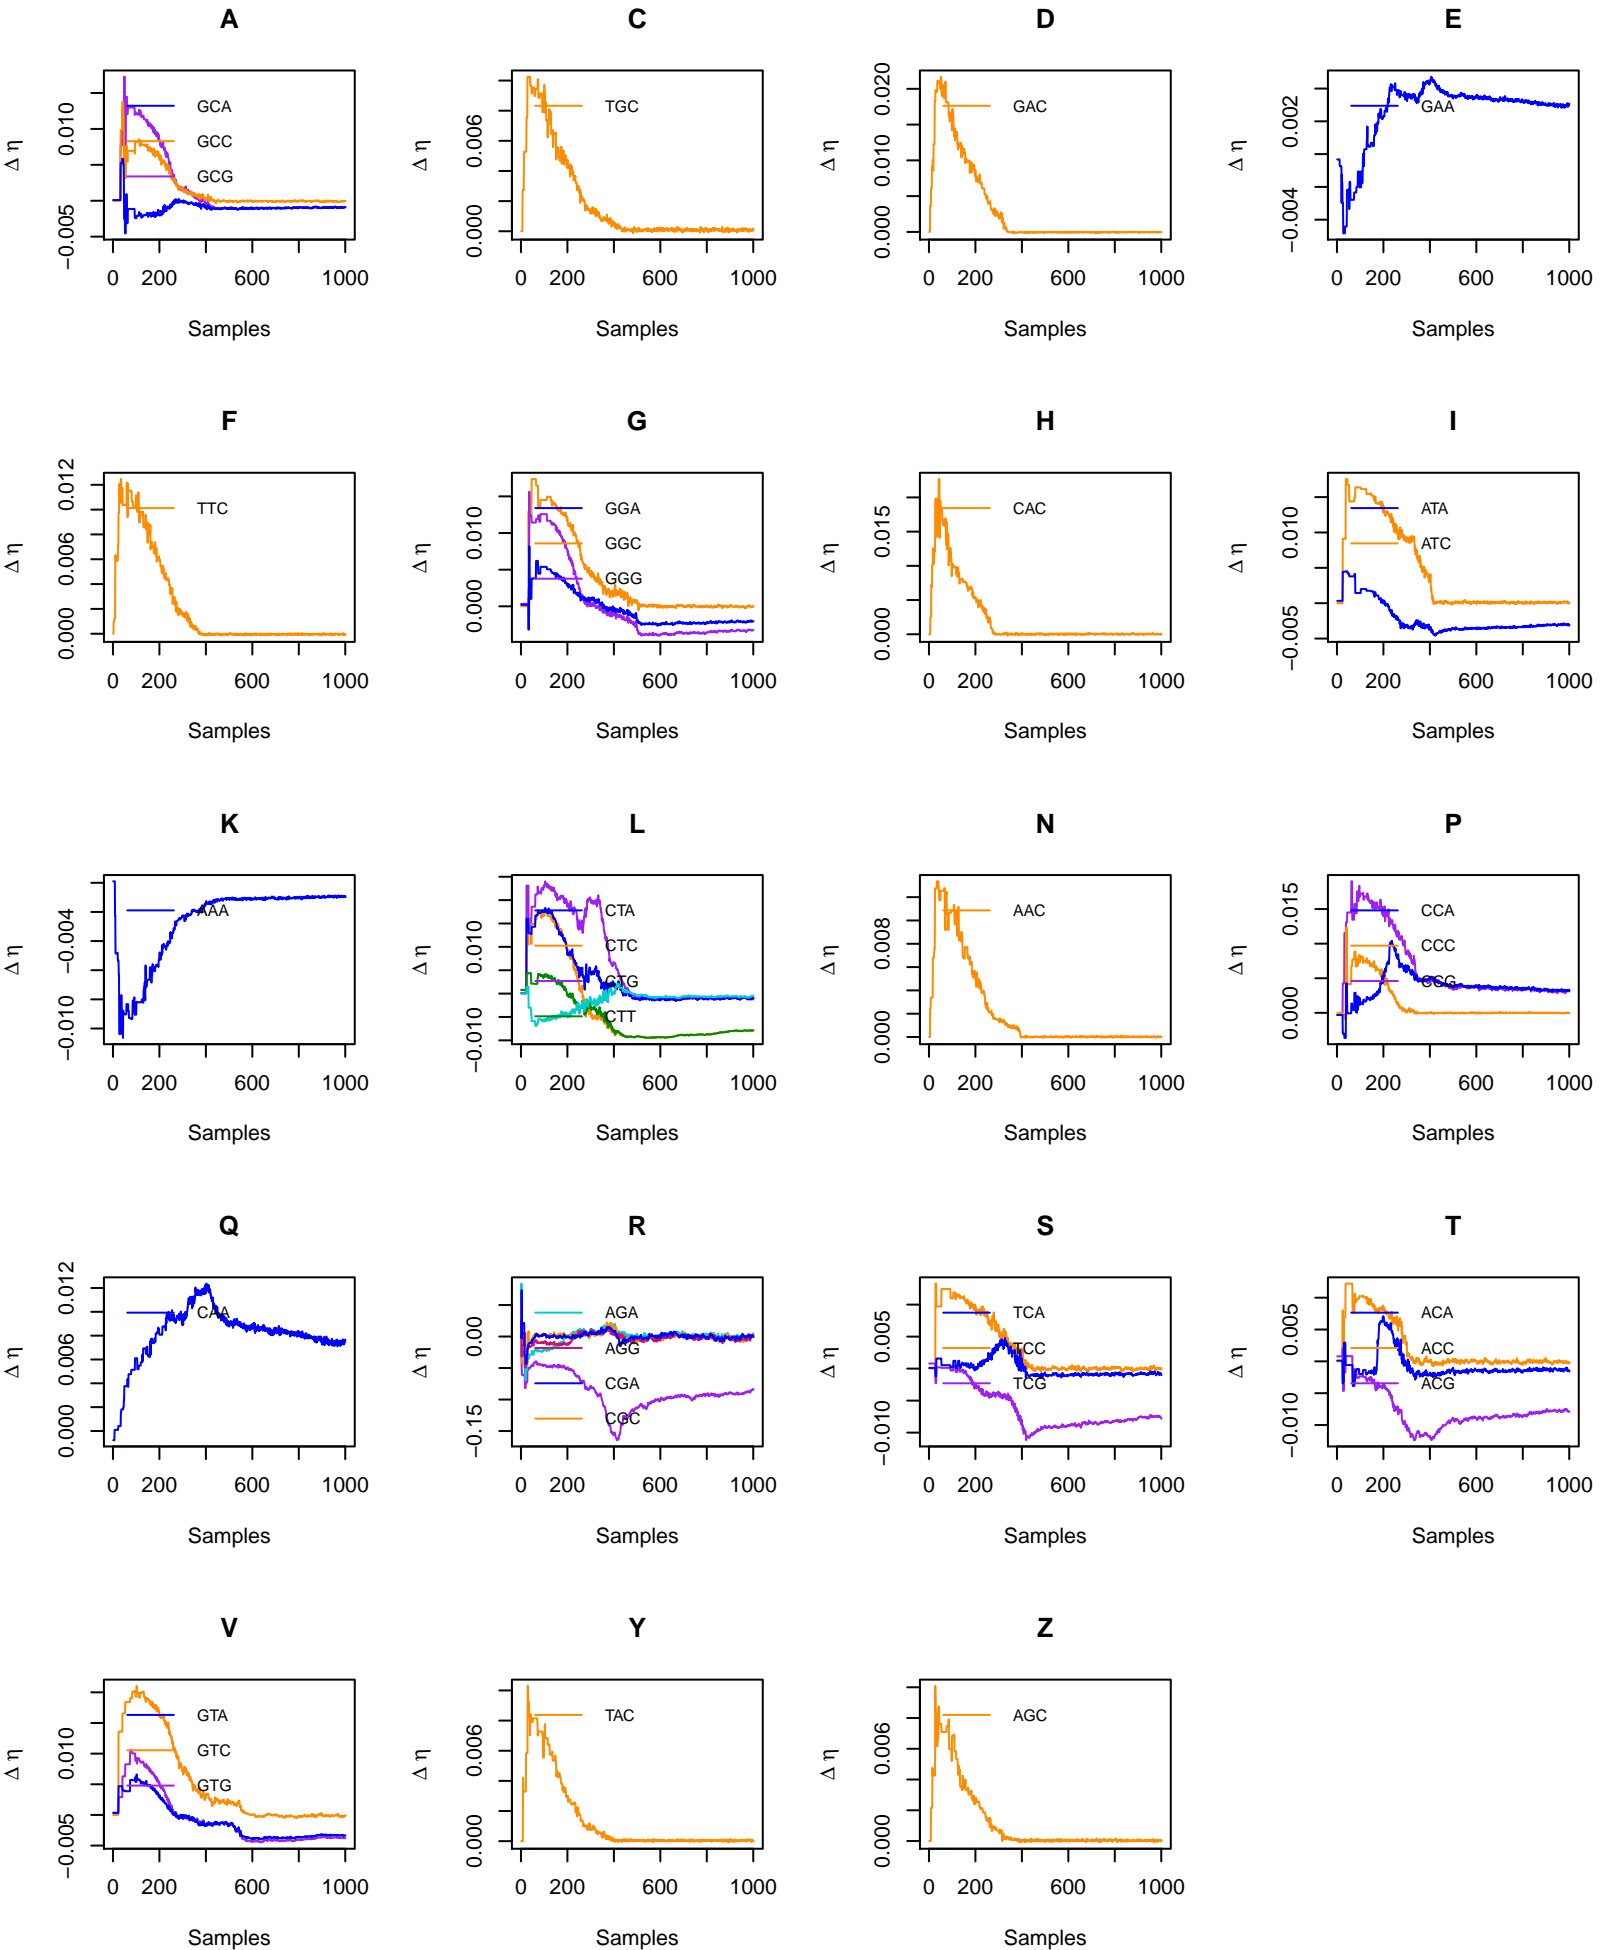 A
Δ η
0.010
−0.005
GCA
GCC
GCG
0 200 600 1000
Samples
C
Δ η
0.006
0.000
TGC
0 200 600 1000
Samples
D
Δ η
0.020
0.010
0.000
GAC
0 200 600 1000
Samples
E
Δ η
0.002
−0.004
GAA
0 200 600 1000
Samples
F
Δ η
0.012
0.006
0.000
TTC
0 200 600 1000
Samples
G
Δ η
0.010
0.000
GGA
GGC
GGG
0 200 600 1000
Samples
H
Δ η
0.015
0.000
CAC
0 200 600 1000
Samples
I
Δ η
0.010
−0.005
ATA
ATC
0 200 600 1000
Samples
K
Δ η
−0.004
−0.010
AAA
0 200 600 1000
Samples
L
Δ η
0.010
−0.010
CTA
CTC
CTG
CTT
0 200 600 1000
Samples
N
Δ η
0.008
0.000
AAC
0 200 600 1000
Samples
P
Δ η
0.015
0.000
CCA
CCC
CCG
0 200 600 1000
Samples
Q
Δ η
0.012
0.006
0.000
CAA
0 200 600 1000
Samples
R
Δ η
0.00
−0.15
AGA
AGG
CGA
CGC
0 200 600 1000
Samples
S
Δ η
0.005
−0.010
TCA
TCC
TCG
0 200 600 1000
Samples
T
Δ η
0.005
−0.010
ACA
ACC
ACG
0 200 600 1000
Samples
V
Δ η
0.010
−0.005
GTA
GTC
GTG
0 200 600 1000
Samples
Y
Δ η
0.006
0.000
TAC
0 200 600 1000
Samples
Z
Δ η
0.006
0.000
AGC
0 200 600 1000
Samples